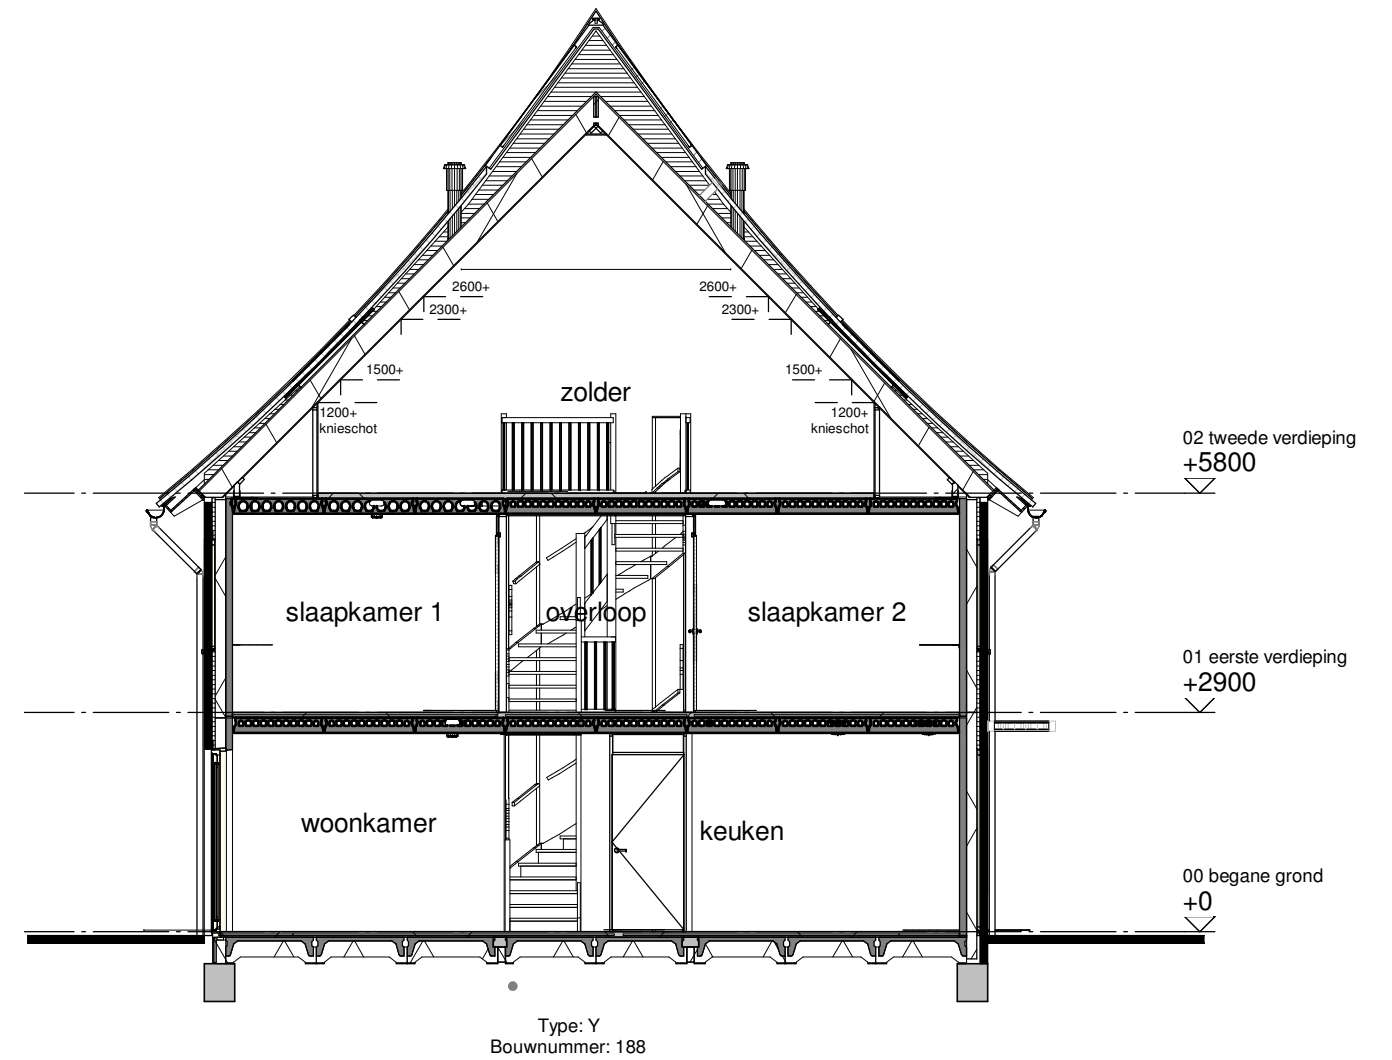 2600+ 2600+
2300+ 2300+
1500+ 1500+
zolder
1200+ 1200+
knieschot knieschot
02 tweede verdieping
+5800
slaapkamer 1 overloop slaapkamer 2
01 eerste verdieping
+2900
woonkamer keuken
00 begane grond
+0
Type: Y
Bouwnummer: 188